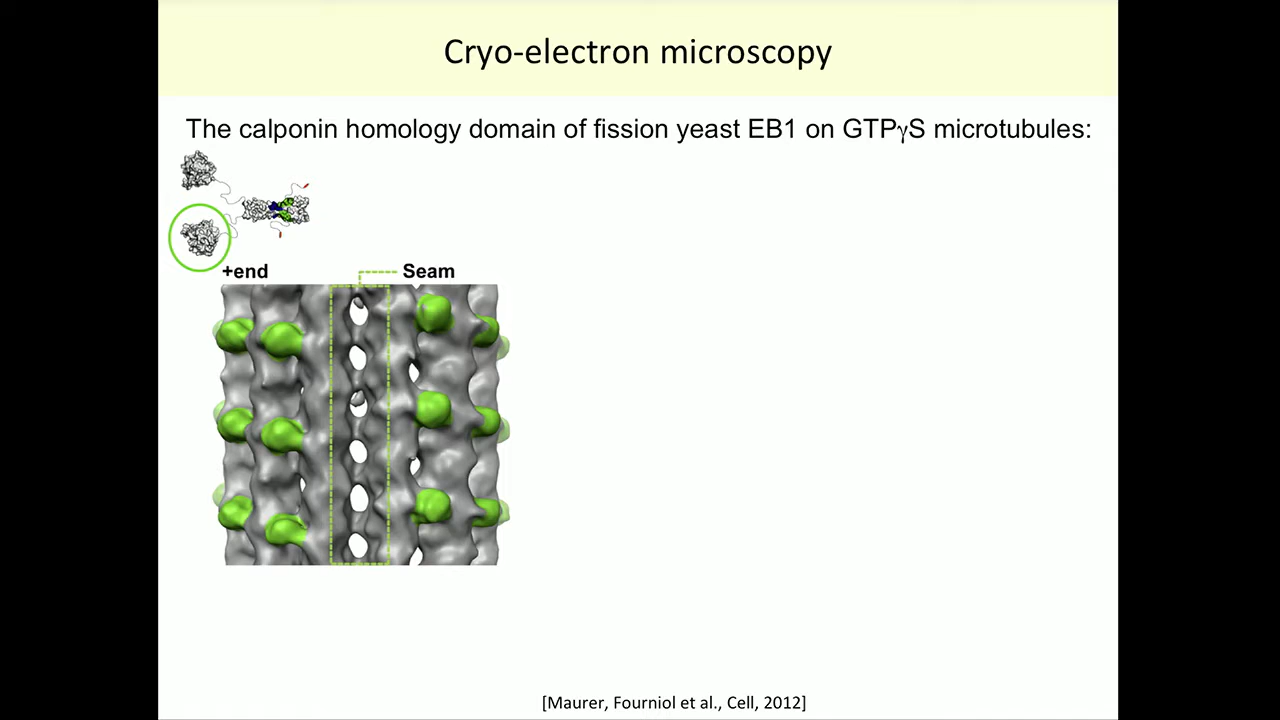 Cryo-electron microscopy
The calponin homology domain of fission yeast EB1 on GTPγS microtubules:
+end
Seam
[Maurer, Fourniol et al., Cell, 2012]